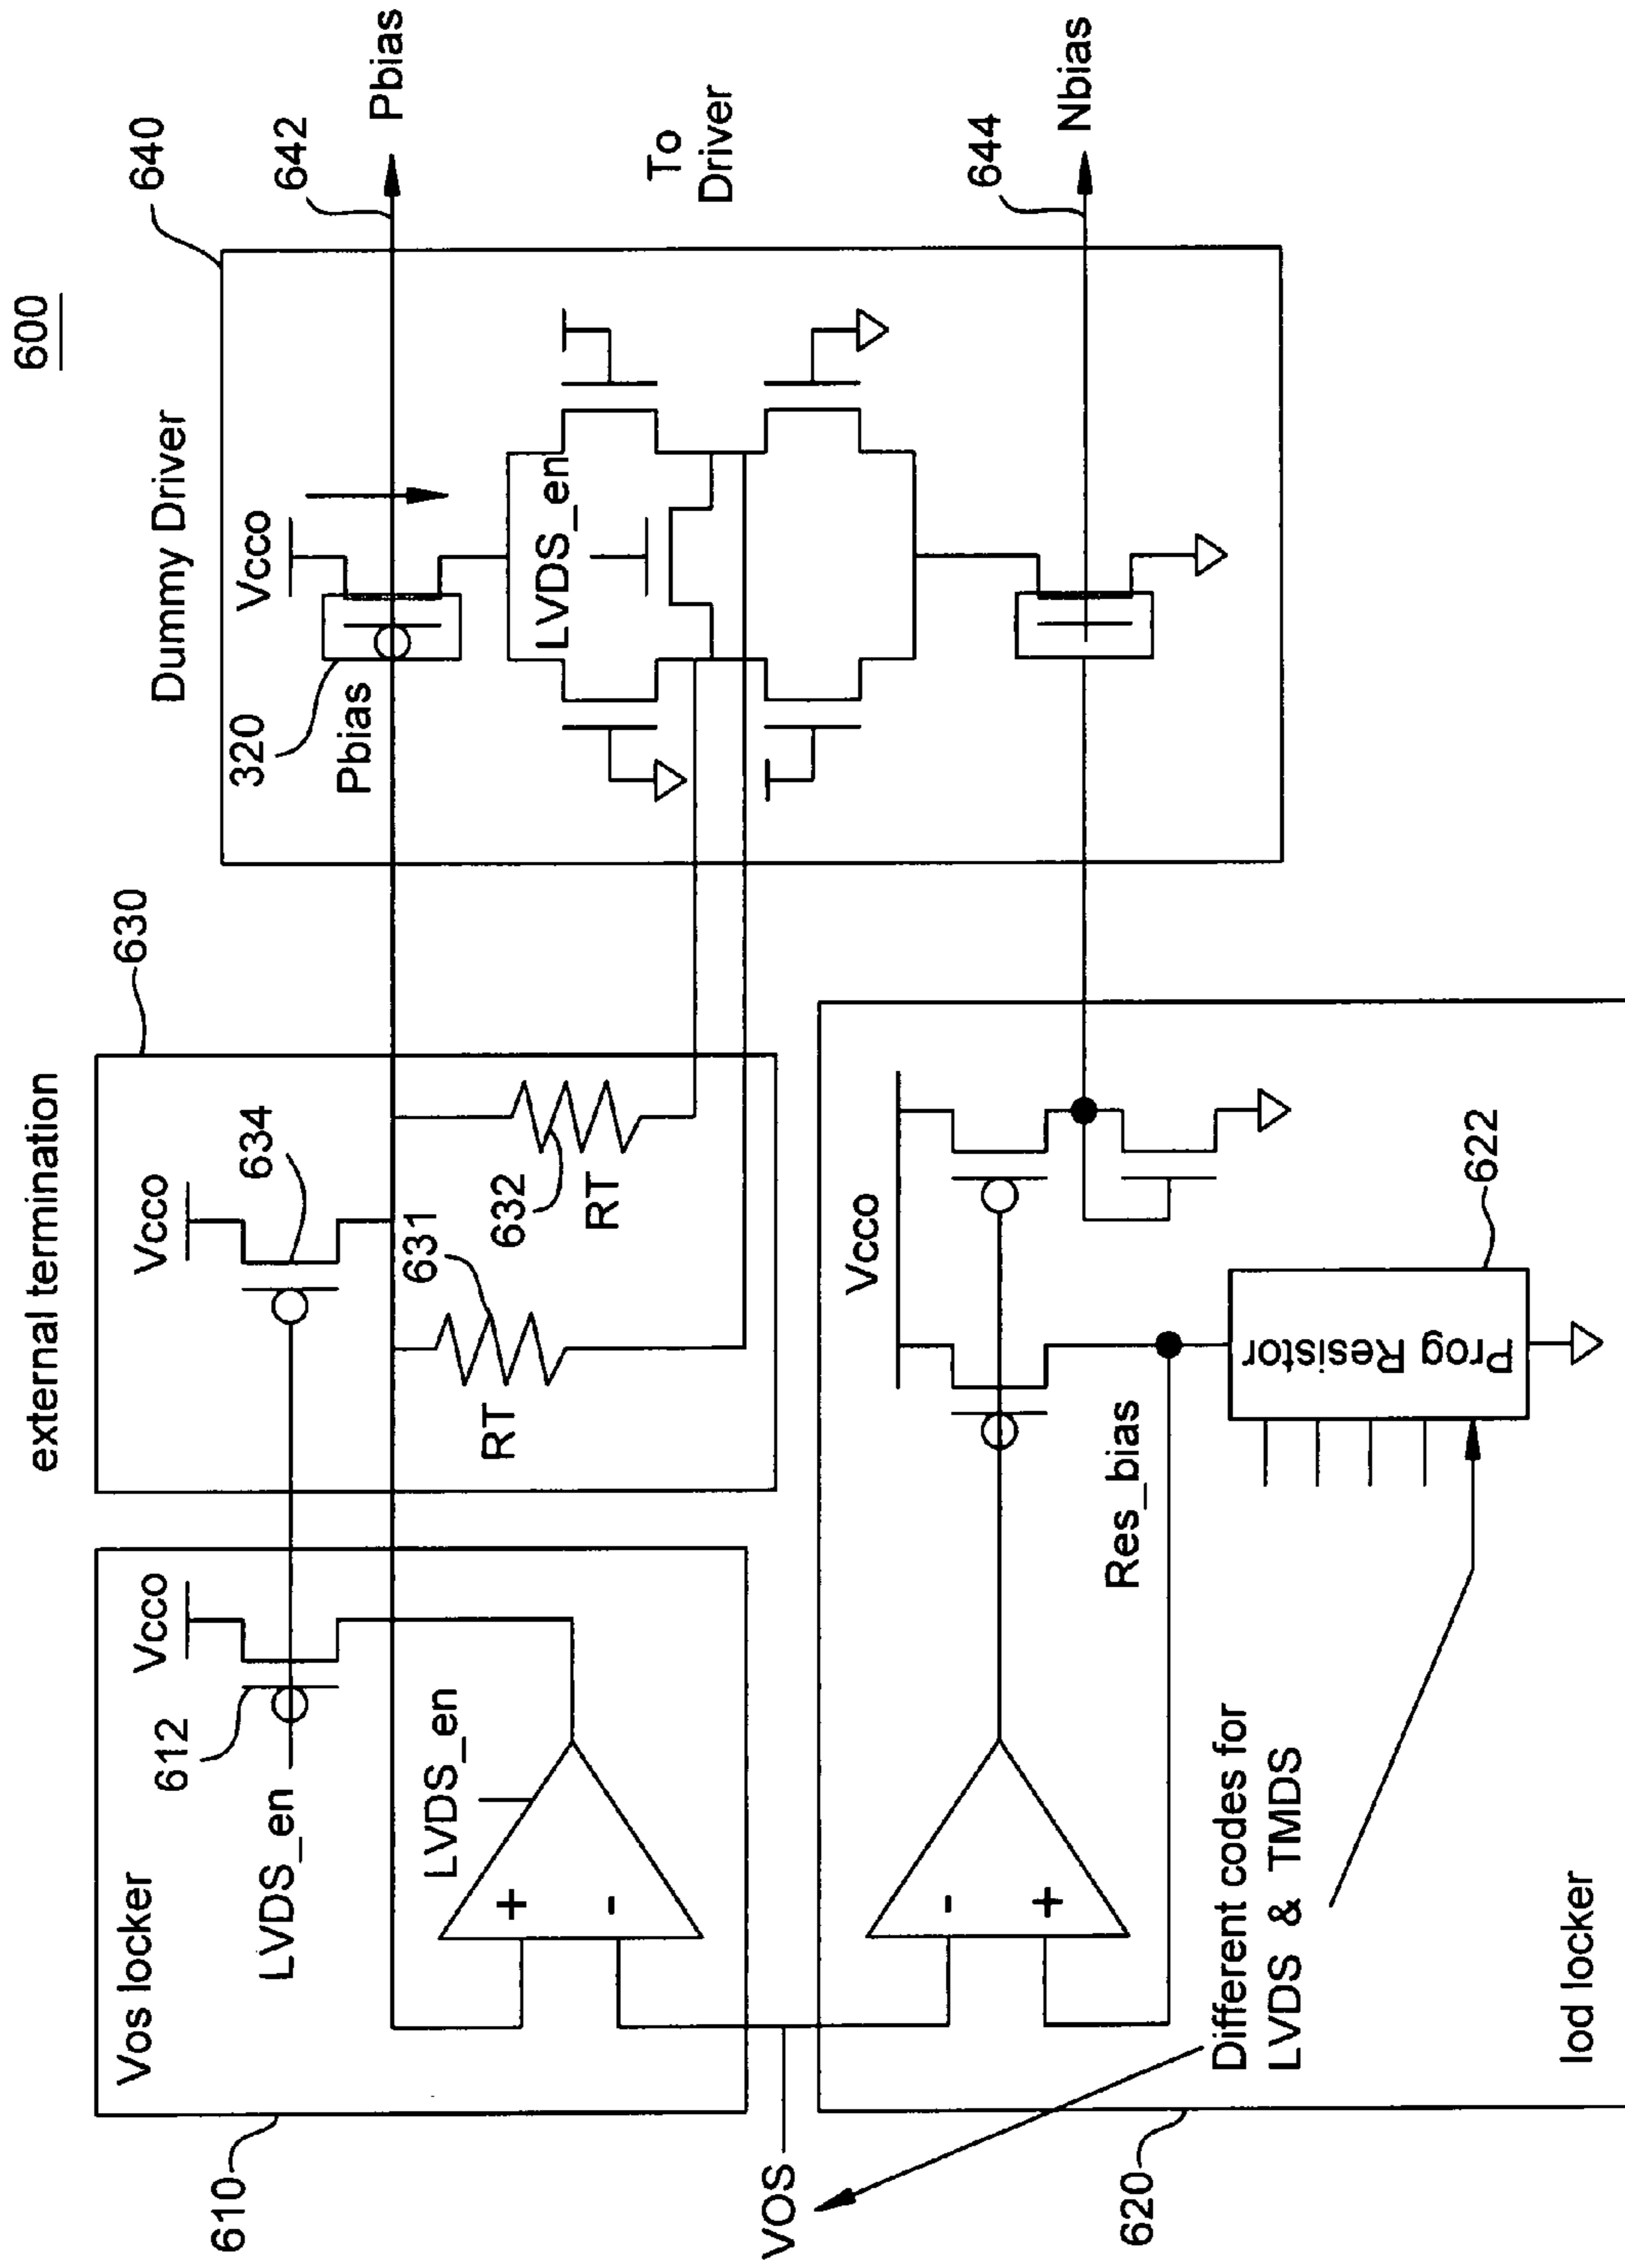 600
Vos locker
610
LVDS_en
612
Vcco
LVDS_en
+
-
external termination
630
Vcco
634
RT
631
632
RT
Dummy Driver
640
Vcco
320
Pbias
LVDS_en
642
Pbias
To
Driver
644
Nbias
VOS
620
-
+
Vcco
Res_bias
Prog Resistor
622
Different codes for
LVDS & TMDS
Iod locker